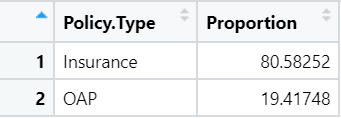 Policy.Type Proportion
1 Insurance 80.58252
2 OAP 19.41748